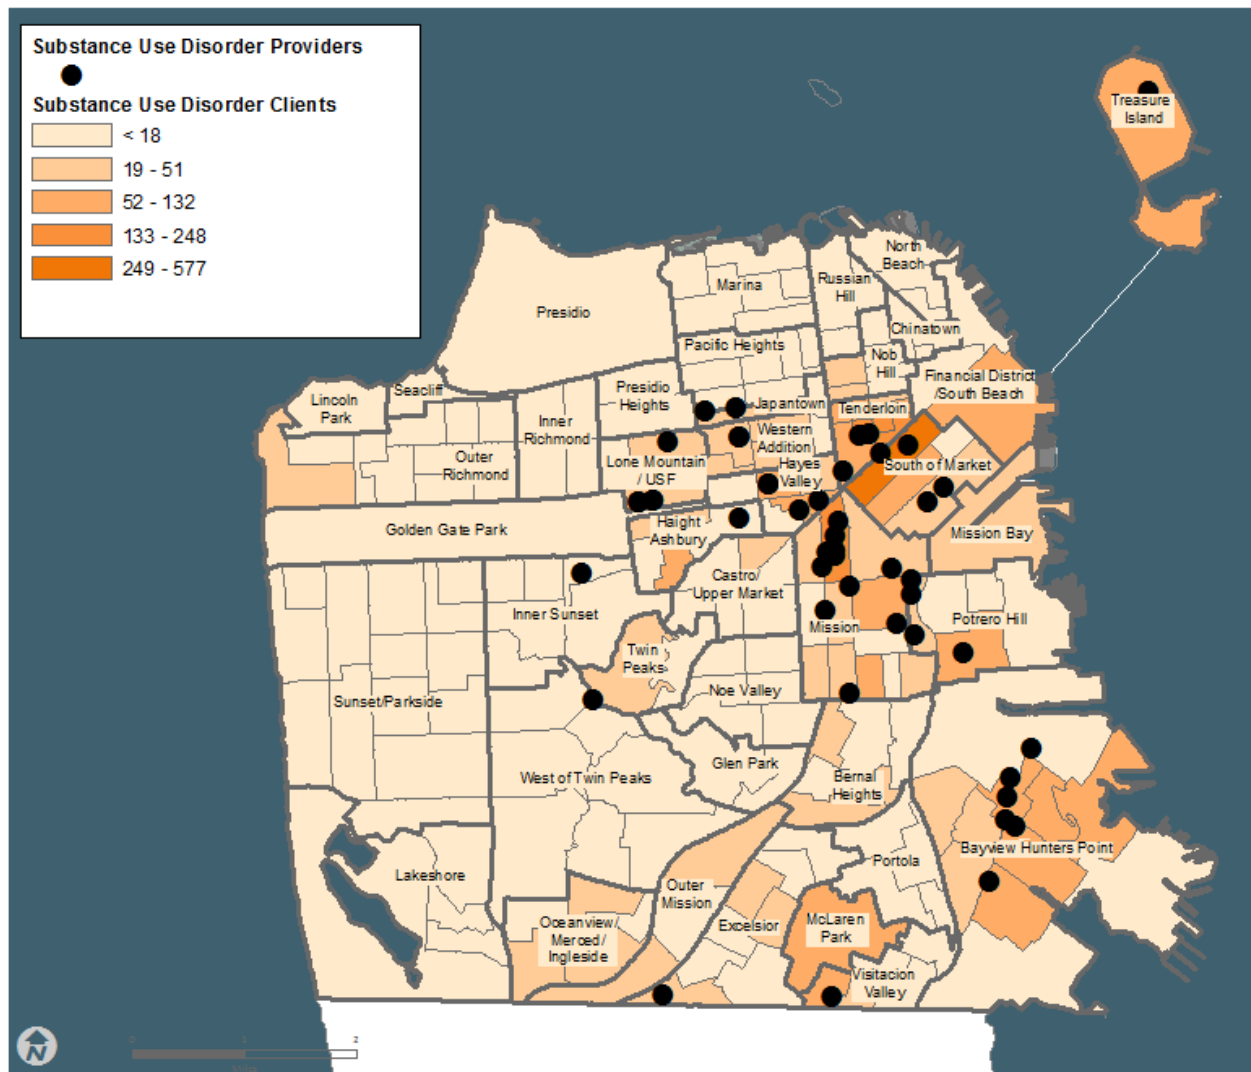 Substance Use Disorder Providers
Substance Use Disorder Clients
< 18
19 - 51
52 - 132
133 - 248
249 - 577
Treasure
Island
North
Beach
Marina
Russian
Hill
Presidio
Chinatown
Pacific Heights
Nob
Hill
Financial District
/South Beach
Seacliff
Lincoln
Park
Presidio
Heights
Japantown
Tenderloin
Inner
Richmond
Western
Addition
Outer
Richmond
Lone Mountain
/ USF
Hayes
Valley
South of Market
Golden Gate Park
Haight
Ashbury
Mission Bay
Castro/
Upper Market
Inner Sunset
Mission
Potrero Hill
Twin
Peaks
Noe Valley
Sunset/Parkside
Glen Park
West of Twin Peaks
Bernal
Heights
Bayview Hunters Point
Portola
Lakeshore
Outer
Mission
Excelsior
McLaren
Park
Oceanview/
Merced/
Ingleside
Visitacion
Valley
N
0 1 2